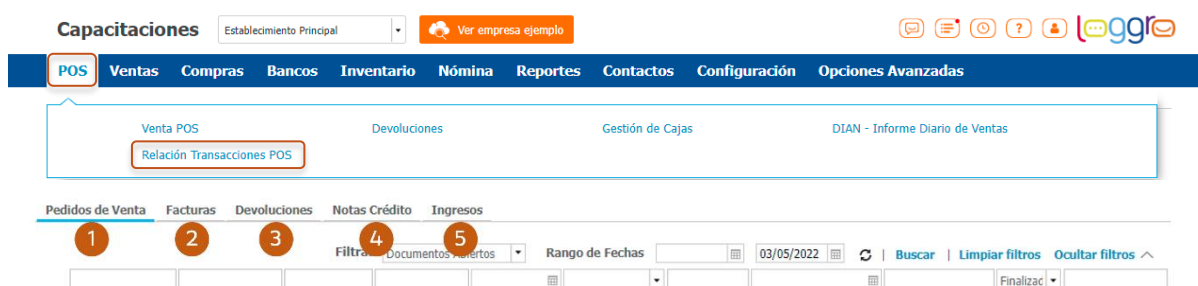 Capacitaciones Establecimiento Principal Ver empresa ejemplo ? loggro
POS Ventas Compras Bancos Inventario Nómina Reportes Contactos Configuración Opciones Avanzadas
Venta POS Devoluciones Gestión de Cajas DIAN - Informe Diario de Ventas
Relación Transacciones POS
Pedidos de Venta Facturas Devoluciones Notas Crédito Ingresos
1 2 3 4 5
Documentos Rango de Fechas 03/05/2022 | Buscar | Limpiar filtros Ocultar filtros
Finalizad